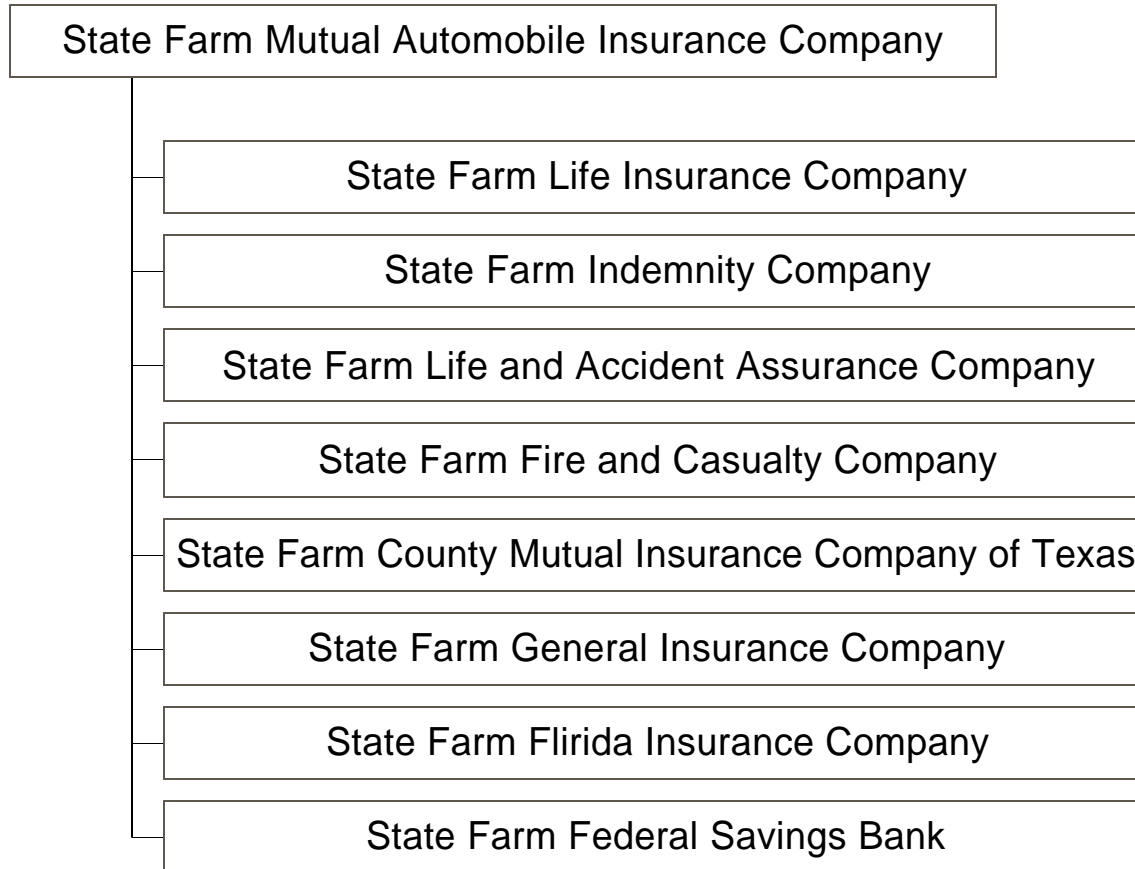 State Farm Mutual Automobile Insurance Company
State Farm Life Insurance Company
State Farm Indemnity Company
State Farm Life and Accident Assurance Company
State Farm Fire and Casualty Company
State Farm County Mutual Insurance Company of Texas
State Farm General Insurance Company
State Farm Flirida Insurance Company
State Farm Federal Savings Bank